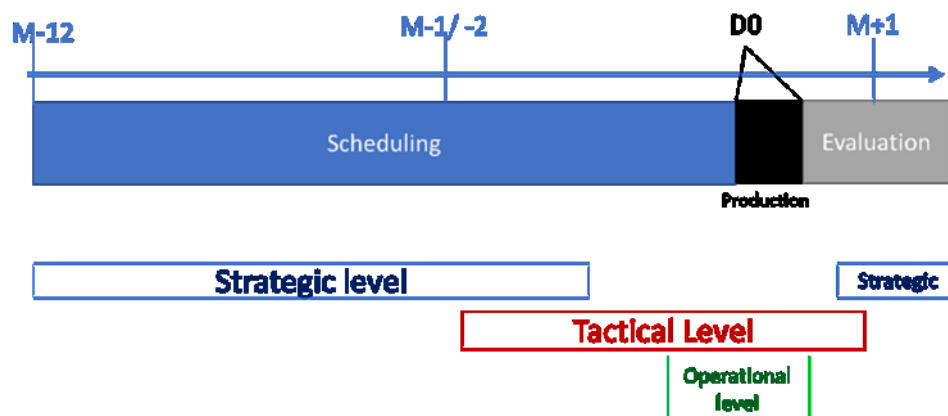 M-12
M-1/ -2
D0
M+1
Scheduling
Evaluation
Production
Strategic level
Strategic
Tactical Level
Operational
level